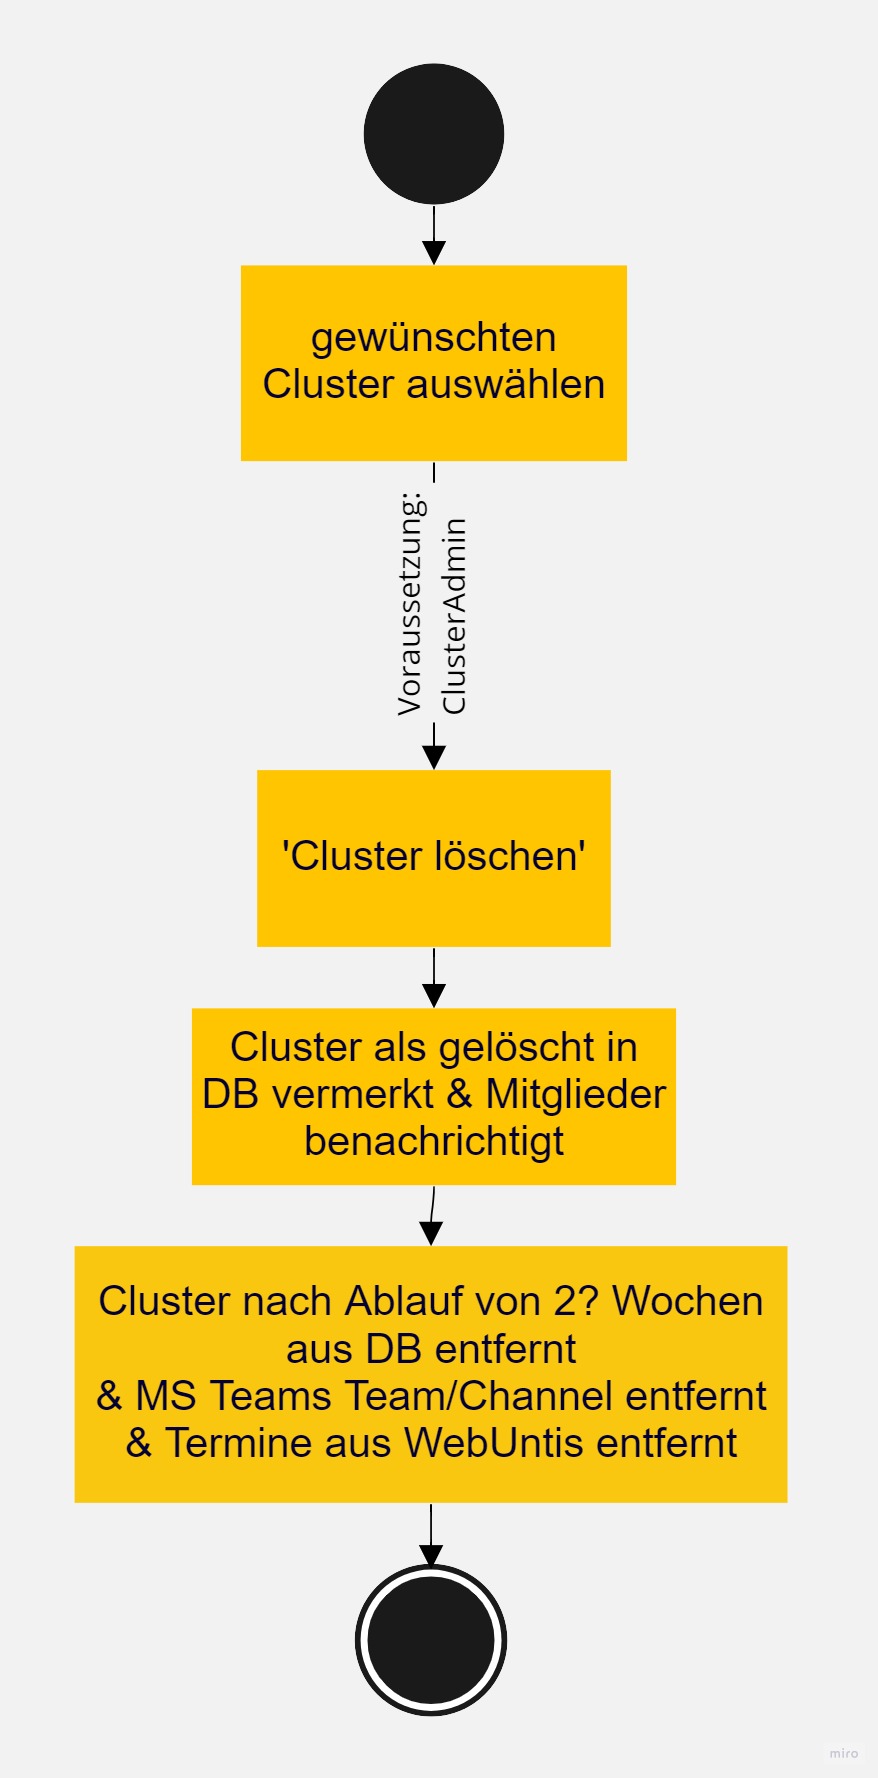 gewünschten
Cluster auswählen
Voraussetzung:
ClusterAdmin
'Cluster löschen'
Cluster als gelöscht in
DB vermerkt & Mitglieder
benachrichtigt
Cluster nach Ablauf von 2? Wochen
aus DB entfernt
& MS Teams Team/Channel entfernt
& Termine aus WebUntis entfernt
miro